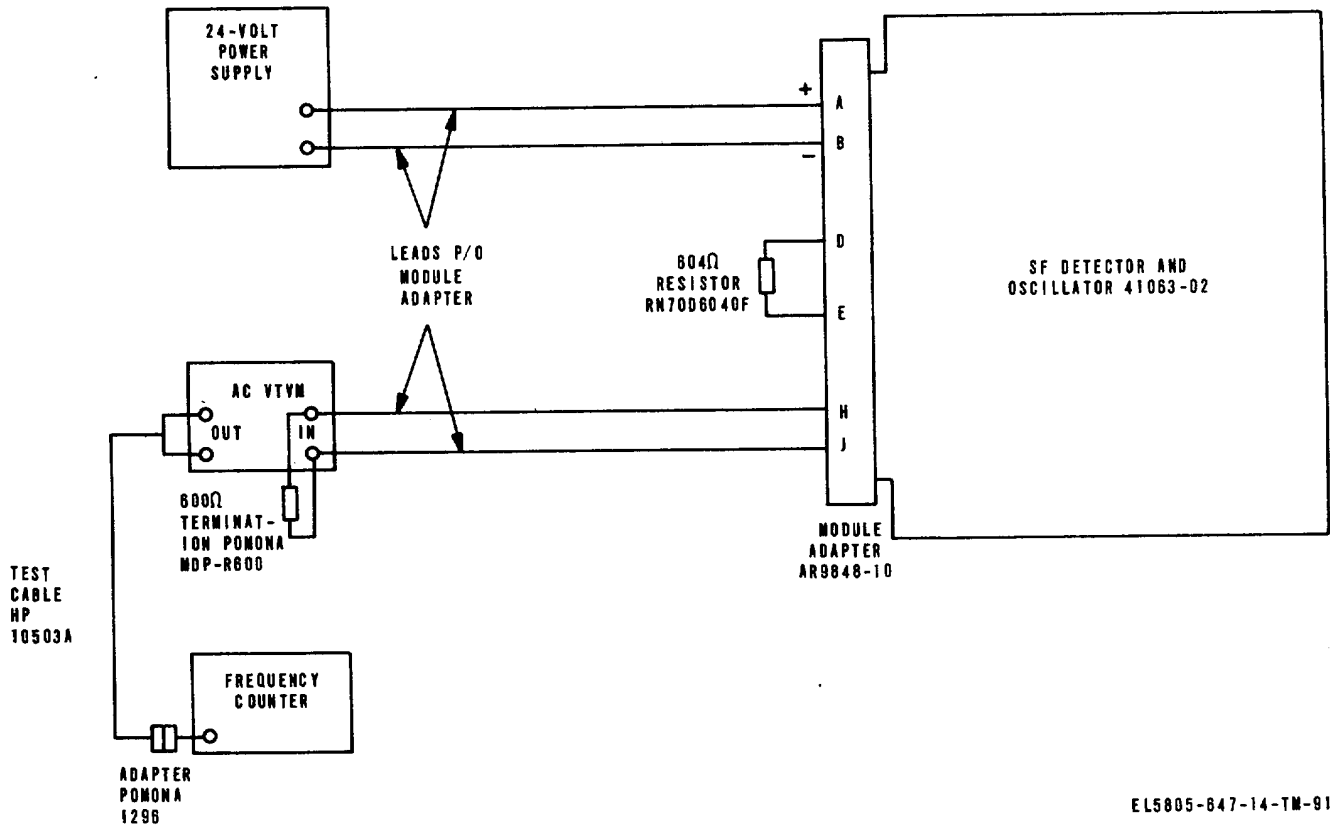 24-VOLT
POWER
SUPPLY
+
A
B
−
LEADS P/O
MODULE
ADAPTER
D
604Ω
RESISTOR
RN70D6040F
E
SF DETECTOR AND
OSCILLATOR 41063-02
AC VTVM
OUT
IN
H
J
600Ω
TERMINAT-
ION POMONA
MDP-R600
MODULE
ADAPTER
AR9848-10
TEST
CABLE
HP
10503A
FREQUENCY
COUNTER
ADAPTER
POMONA
1296
EL5805-647-14-TM-91